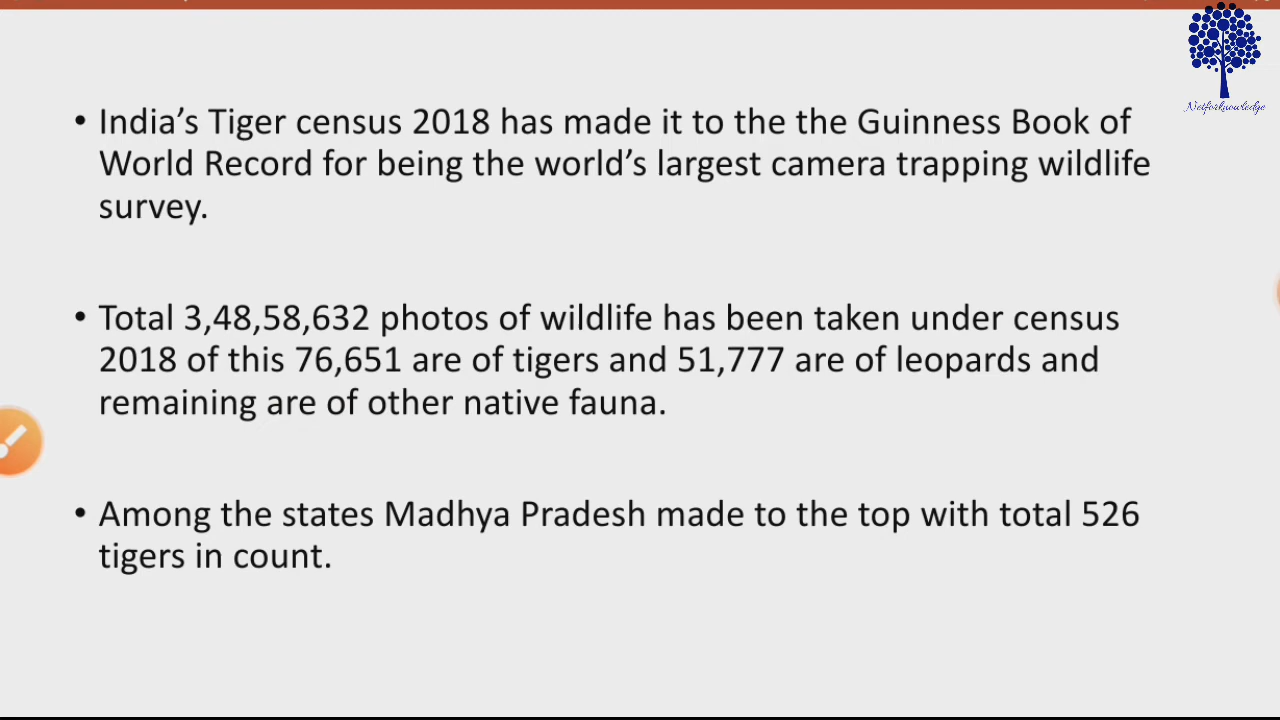 Netforknowledge
• India’s Tiger census 2018 has made it to the the Guinness Book of
World Record for being the world’s largest camera trapping wildlife
survey.
• Total 3,48,58,632 photos of wildlife has been taken under census
2018 of this 76,651 are of tigers and 51,777 are of leopards and
remaining are of other native fauna.
• Among the states Madhya Pradesh made to the top with total 526
tigers in count.